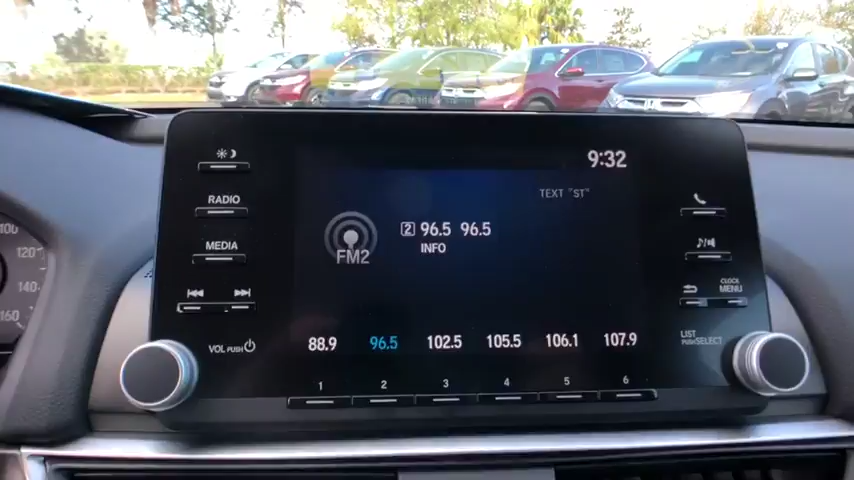 9:32
RADIO
TEXT "ST"
2 96.5 96.5
MEDIA
INFO
FM2
CLOCK
MENU
VOL PUSH
LIST
PUSH SELECT
88.9 96.5 102.5 105.5 106.1 107.9
1 2 3 4 5 6
100
120
140
160